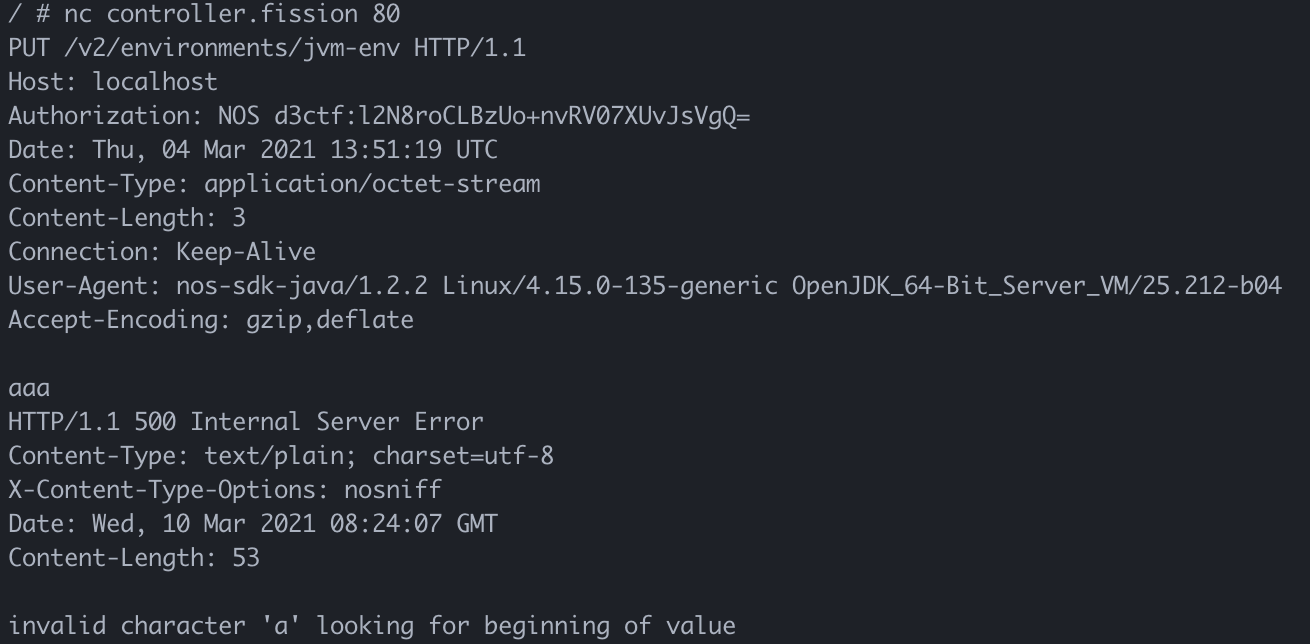 / # nc controller.fission 80
PUT /v2/environments/jvm-env HTTP/1.1
Host: localhost
Authorization: NOS d3ctf:l2N8roCLBzUo+nvRV07XUvJsVgQ=
Date: Thu, 04 Mar 2021 13:51:19 UTC
Content-Type: application/octet-stream
Content-Length: 3
Connection: Keep-Alive
User-Agent: nos-sdk-java/1.2.2 Linux/4.15.0-135-generic OpenJDK_64-Bit_Server_VM/25.212-b04
Accept-Encoding: gzip,deflate

aaa
HTTP/1.1 500 Internal Server Error
Content-Type: text/plain; charset=utf-8
X-Content-Type-Options: nosniff
Date: Wed, 10 Mar 2021 08:24:07 GMT
Content-Length: 53

invalid character 'a' looking for beginning of value